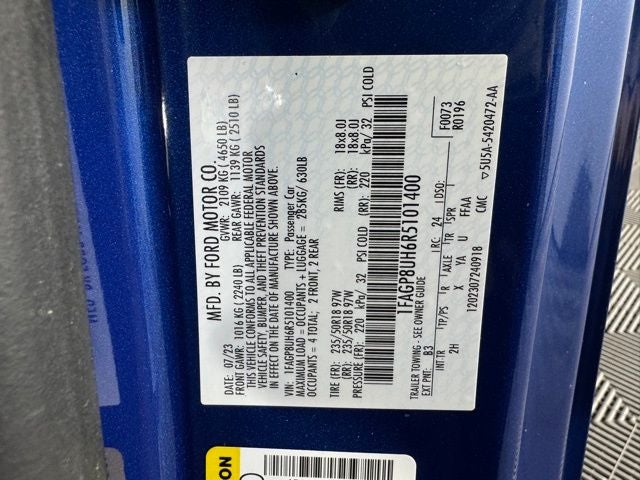 MFD. BY FORD MOTOR CO.
DATE: 07/23 GVWR: 2109 KG ( 4650 LB)
FRONT GAWR: 1016 KG ( 2240 LB) REAR GAWR: 1139 KG ( 2510 LB)
THIS VEHICLE CONFORMS TO ALL APPLICABLE FEDERAL MOTOR
VEHICLE SAFETY, BUMPER, AND THEFT PREVENTION STANDARDS
IN EFFECT ON THE DATE OF MANUFACTURE SHOWN ABOVE.
VIN: 1FAGP8UH6R5101400 TYPE: Passenger Car
MAXIMUM LOAD = OCCUPANTS + LUGGAGE = 285KG/ 630LB
OCCUPANTS = 4 TOTAL; 2 FRONT, 2 REAR
TIRE (FR): 235/50R18 97W RIMS (FR): 18x8.0J
TIRE (RR): 235/50R18 97W (RR): 18x8.0J
PRESSURE (FR): 220 kPa/ 32 PSI COLD (RR): 220 kPa/ 32 PSI COLD
1FAGP8UH6R5101400
TRAILER TOWING - SEE OWNER GUIDE
EXT PNT: B3 RC: 24 DSO: F0073
R0196
INT TR TP/PS R AXLE TR SPR
2H X YA U FFAA
1202307240918 CMC ▽5U5A-5420472-AA
ON